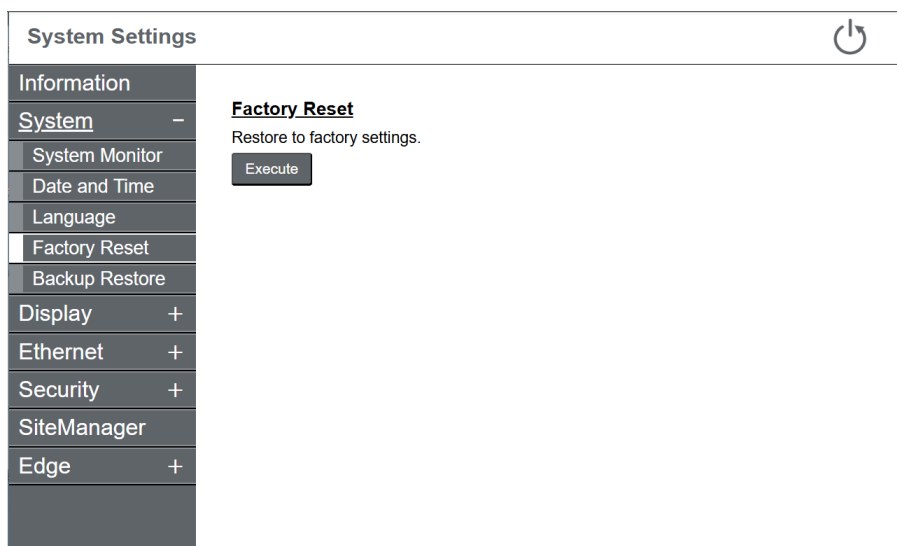 System Settings
Information
System −
System Monitor
Date and Time
Language
Factory Reset
Backup Restore
Display +
Ethernet +
Security +
SiteManager
Edge +
Factory Reset
Restore to factory settings.
Execute